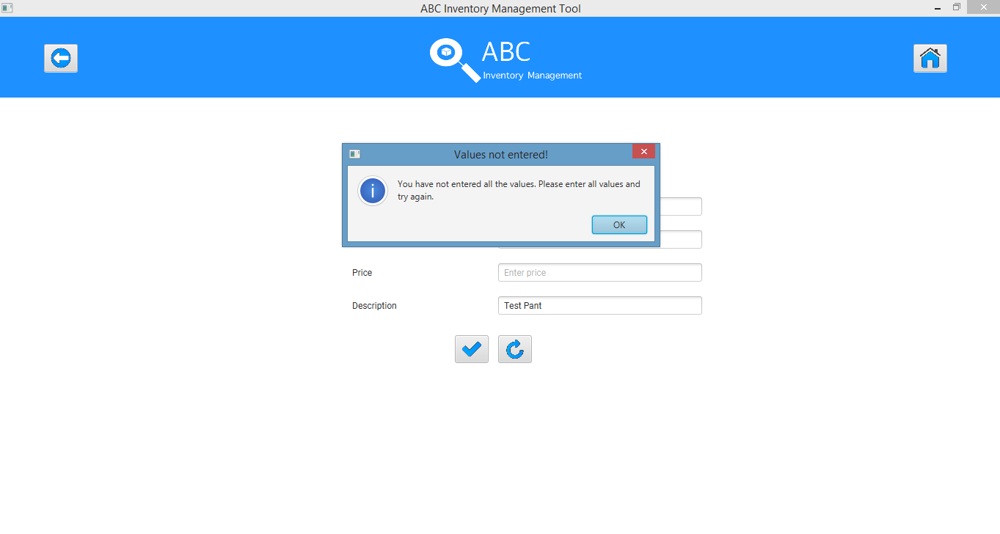 ABC Inventory Management Tool
ABC
Inventory Management
Values not entered!
You have not entered all the values. Please enter all values and
try again.
OK
Price
Enter price
Description
Test Pant